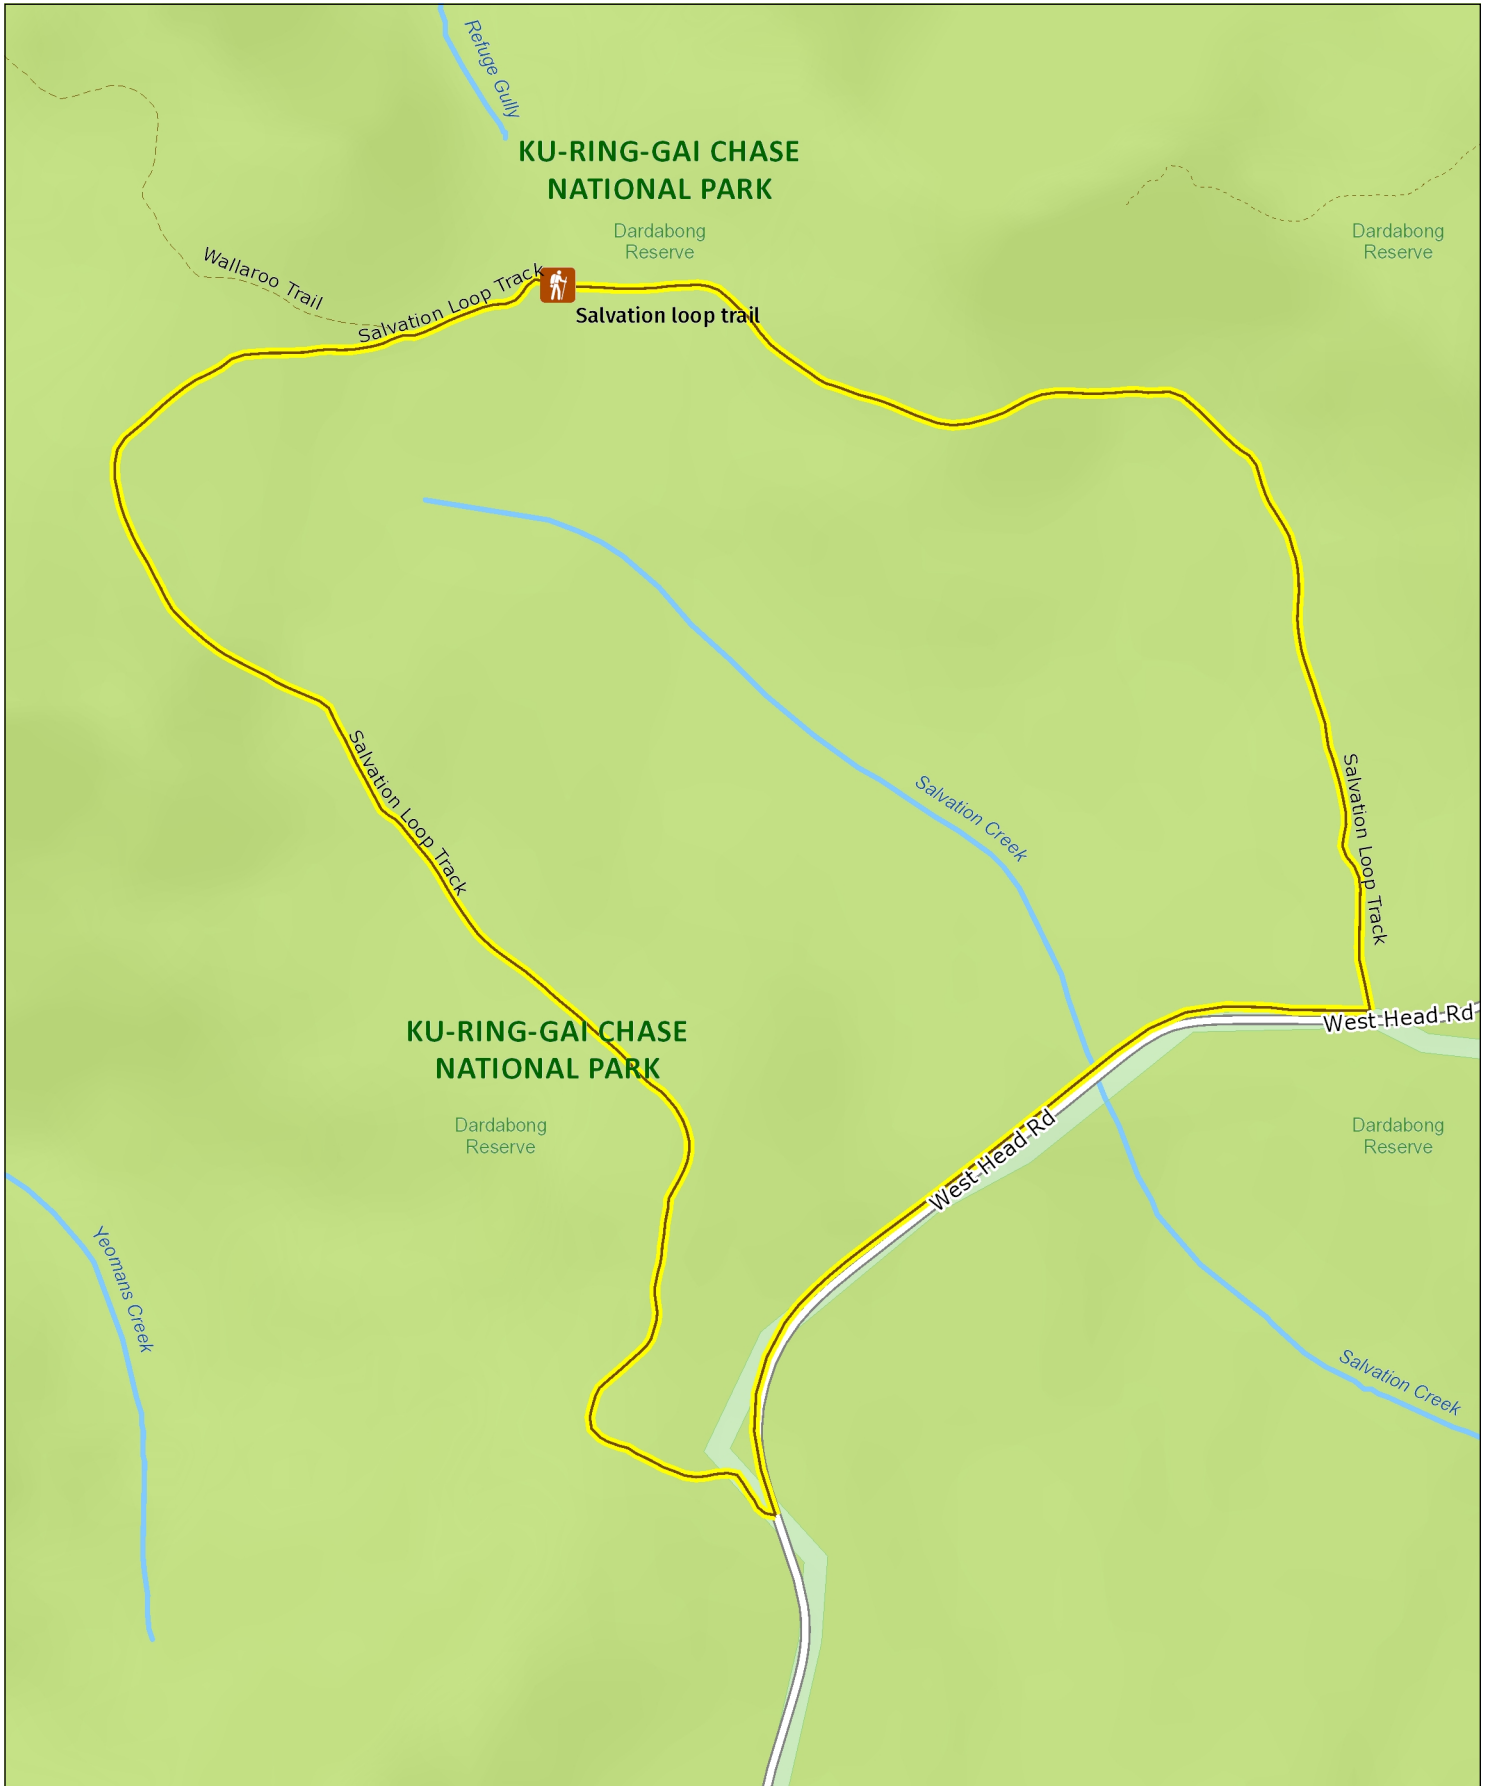 Refuge Gully
KU-RING-GAI CHASE
NATIONAL PARK
Dardabong
Reserve
Dardabong
Reserve
Wallaroo Trail
Salvation Loop Track
Salvation loop trail
Salvation Loop Track
Salvation Creek
Salvation Loop Track
West Head Rd
KU-RING-GAI CHASE
NATIONAL PARK
Dardabong
Reserve
West Head Rd
Dardabong
Reserve
Yeomans Creek
Salvation Creek